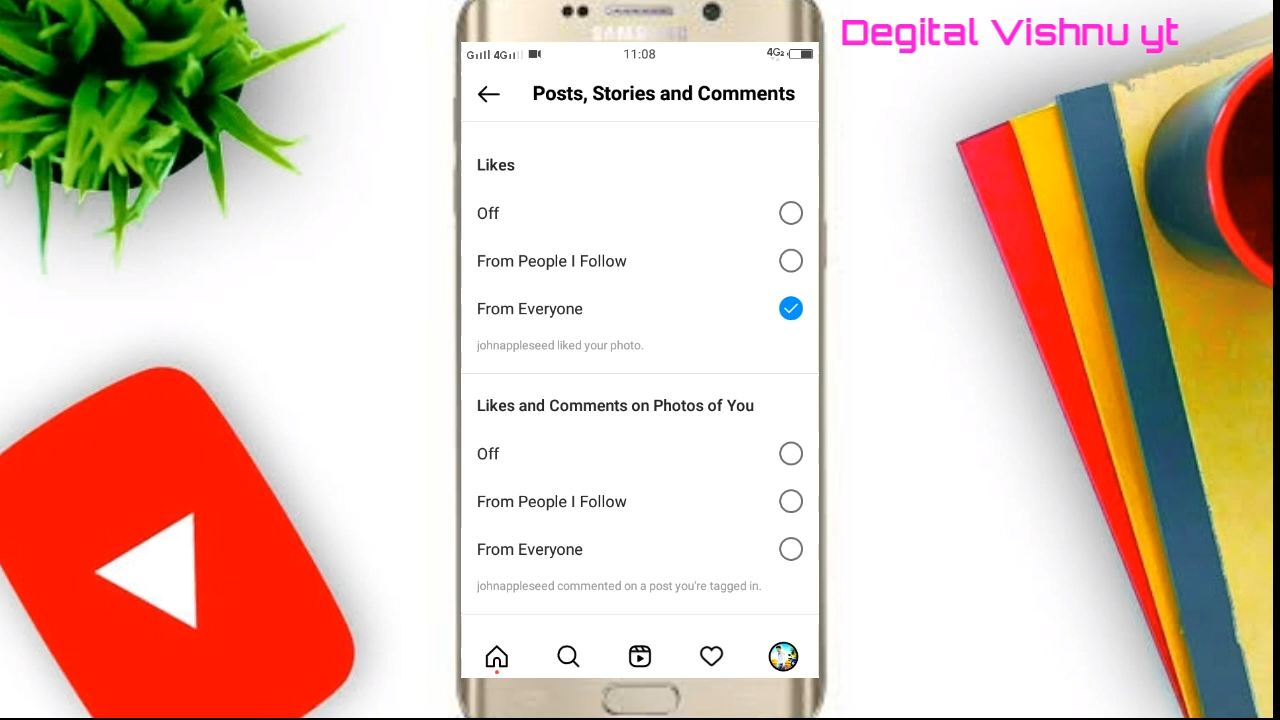 Degital Vishnu yt
SAMSUNG
11:08
4G2
Posts, Stories and Comments
Likes
Off
From People I Follow
From Everyone
johnappleseed liked your photo.
Likes and Comments on Photos of You
Off
From People I Follow
From Everyone
johnappleseed commented on a post you're tagged in.